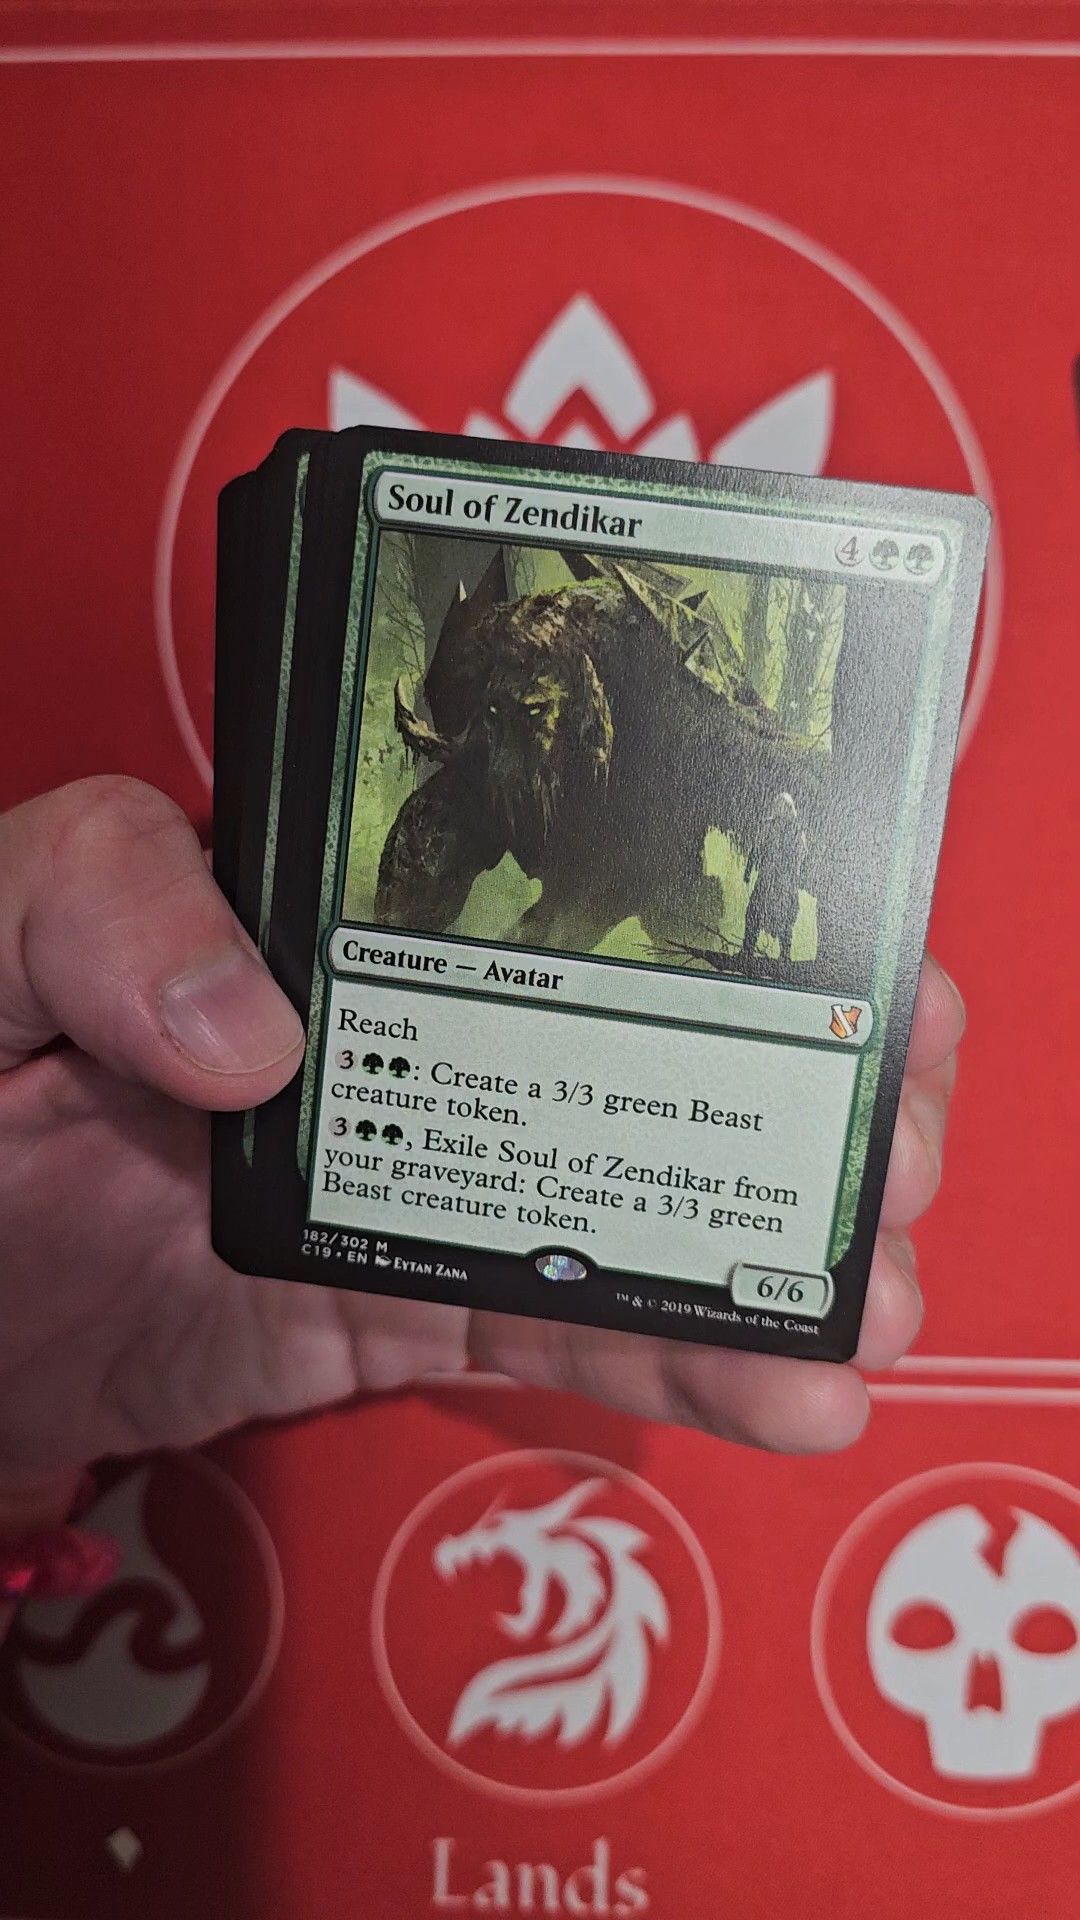 Soul of Zendikar
4
Creature — Avatar
Reach
3 : Create a 3/3 green Beast
creature token.
3 , Exile Soul of Zendikar from
your graveyard: Create a 3/3 green
Beast creature token.
182/302 M
C19 • EN EYTAN ZANA
6/6
™ & © 2019 Wizards of the Coast
Lands